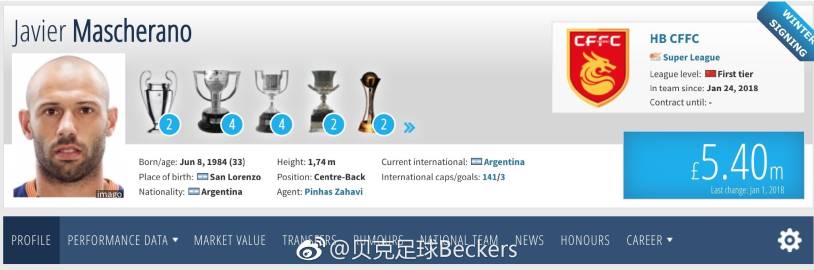 Javier Mascherano
2
4
4
2
2
»
CFFC
HB CFFC
Super League
League level: First tier
In team since: Jan 24, 2018
Contract until: -
WINTER
SIGNING
imago
Born/age: Jun 8, 1984 (33)
Place of birth: San Lorenzo
Nationality: Argentina
Height: 1,74 m
Position: Centre-Back
Agent: Pinhas Zahavi
Current international: Argentina
International caps/goals: 141/3
£5.40m
Last change: Jan 1, 2018
PROFILE PERFORMANCE DATA MARKET VALUE TRANSFERS RUMOURS NATIONAL TEAM NEWS HONOURS CAREER
@贝克足球Beckers